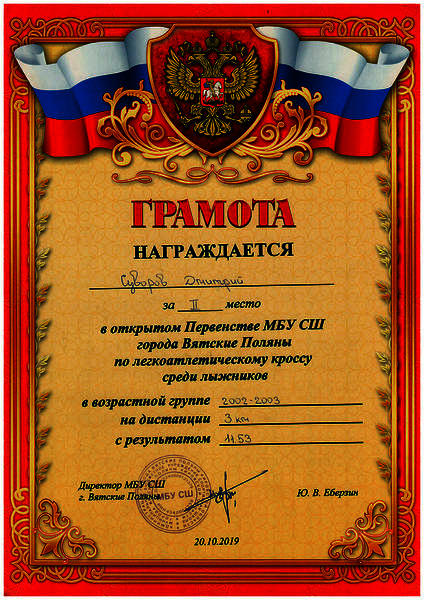 ГРАМОТА
НАГРАЖДАЕТСЯ
Суворов Дмитрий
за II место
в открытом Первенстве МБУ СШ
города Вятские Поляны
по легкоатлетическому кроссу
среди лыжников
в возрастной группе 2002-2003
на дистанции 3 км
с результатом 11.53
Директор МБУ СШ
г. Вятские Поляны
Ю. В. Еберзин
МБУ СШ
20.10.2019